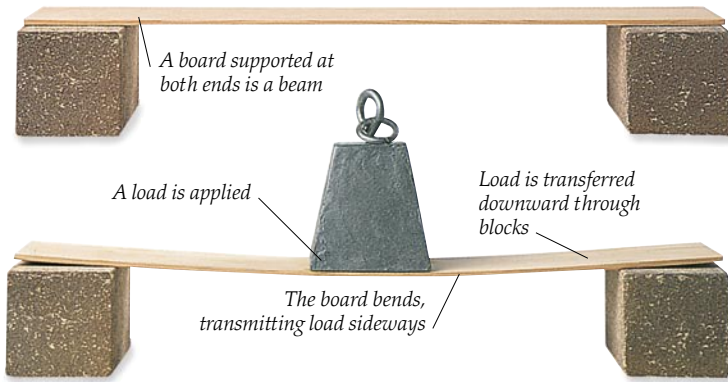 A board supported at
both ends is a beam
A load is applied
Load is transferred
downward through
blocks
The board bends,
transmitting load sideways